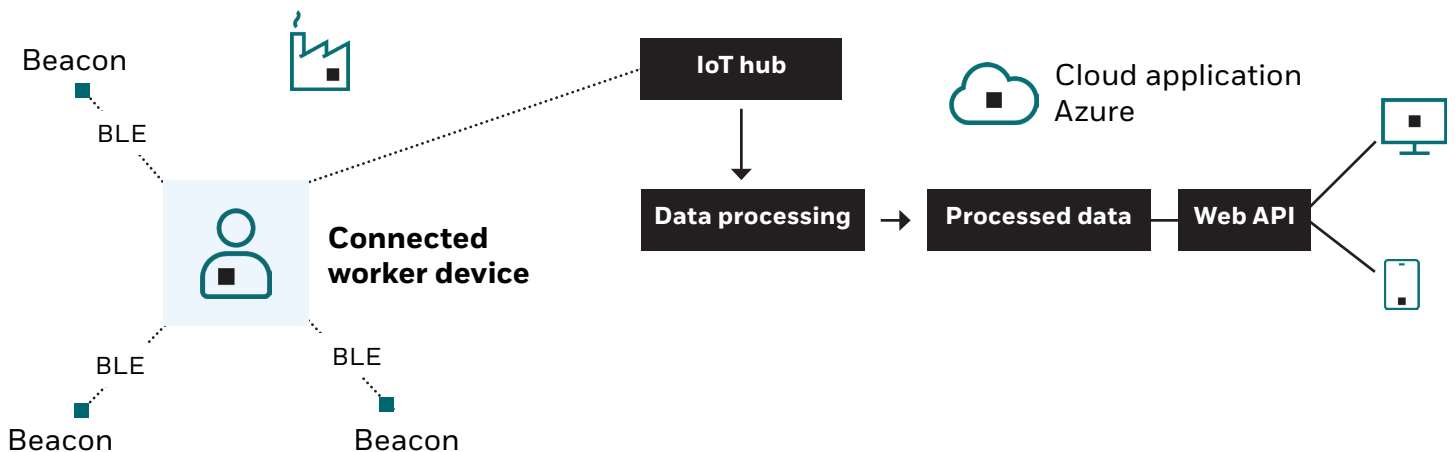 Beacon
BLE
Connected
worker device
BLE
Beacon
BLE
Beacon
IoT hub
Data processing
Processed data
Web API
Cloud application
Azure